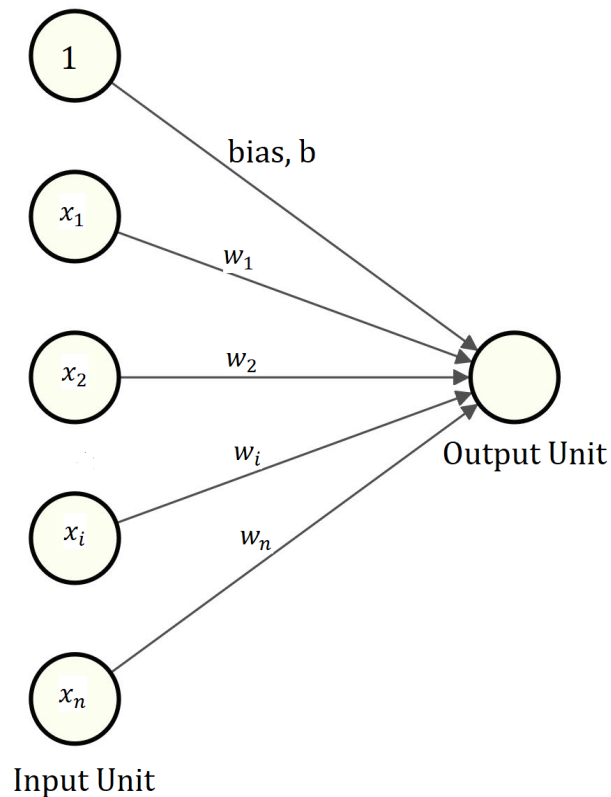 1
bias, b
x₁
w₁
x₂
w₂
Output Unit
wᵢ
xᵢ
wₙ
xₙ
Input Unit